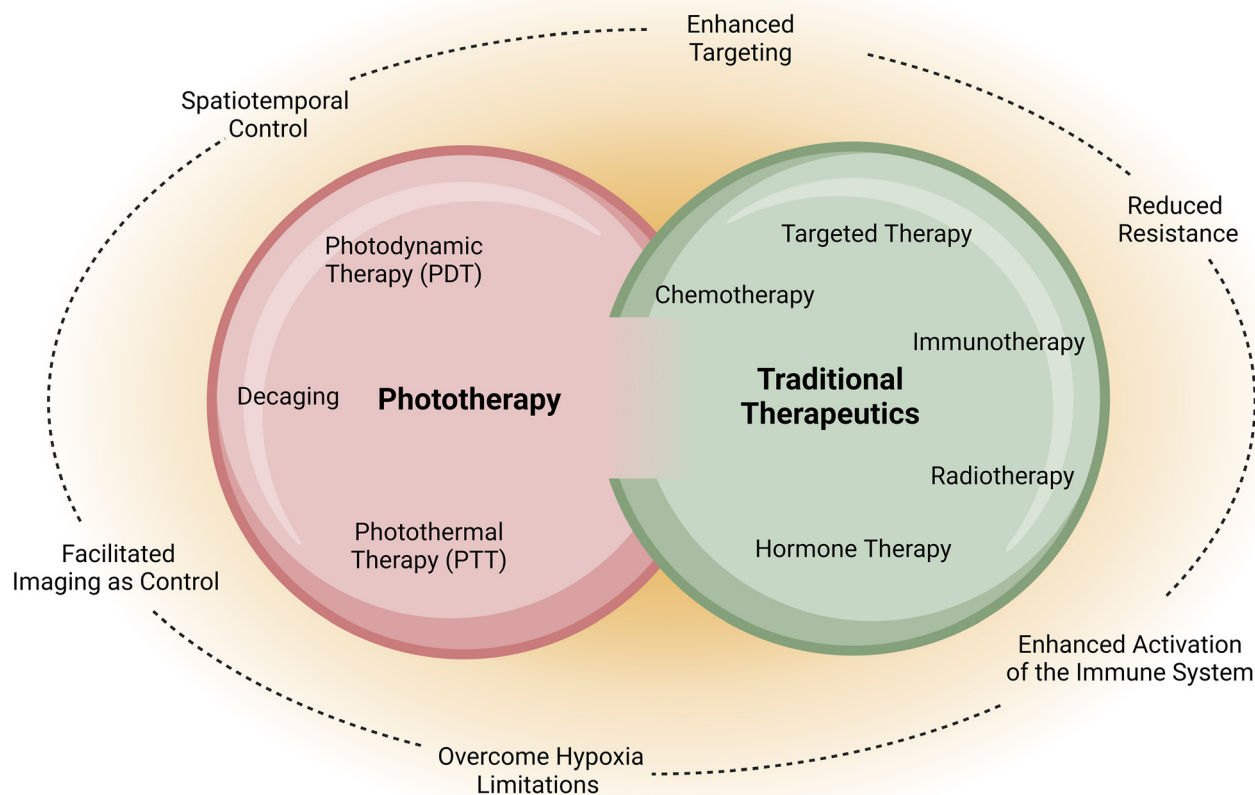 Enhanced
Targeting
Spatiotemporal
Control
Reduced
Resistance
Photodynamic
Therapy (PDT)
Decaging
Phototherapy
Photothermal
Therapy (PTT)
Targeted Therapy
Chemotherapy
Immunotherapy
Traditional
Therapeutics
Radiotherapy
Hormone Therapy
Facilitated
Imaging as Control
Enhanced Activation
of the Immune System
Overcome Hypoxia
Limitations